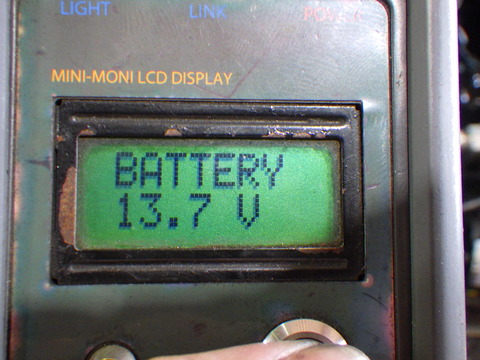 LIGHT LINK POWER
MINI-MONI LCD DISPLAY
BATTERY
13.7 V